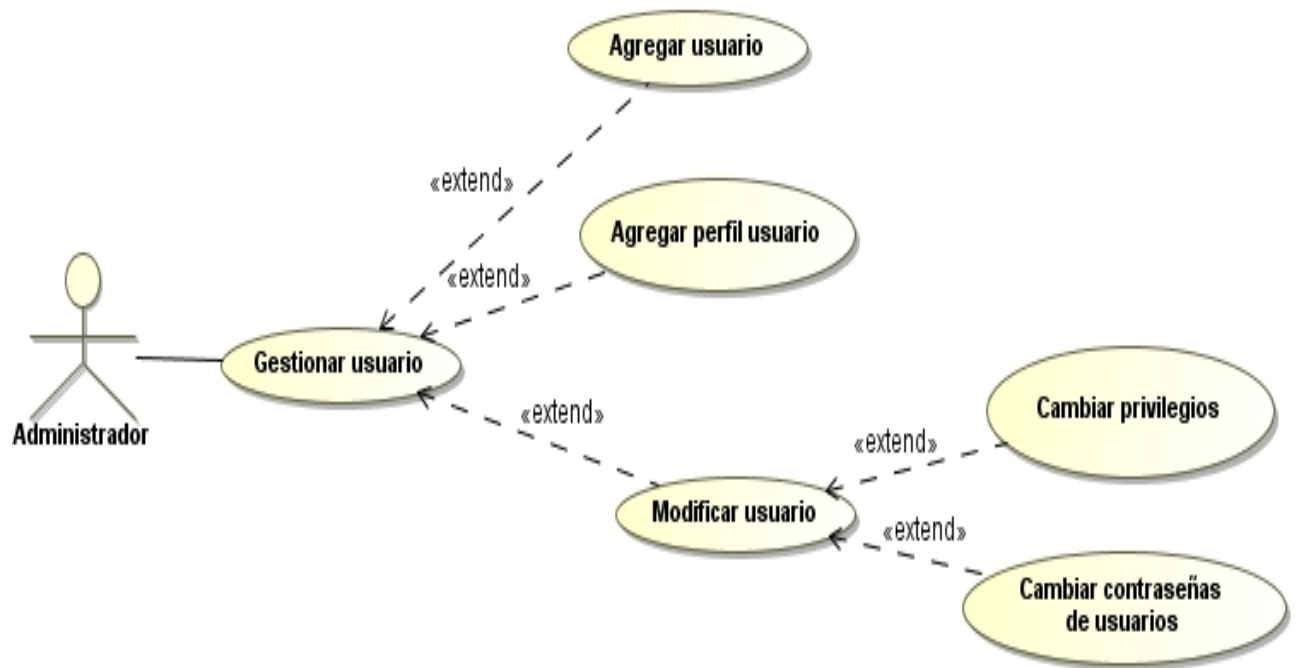 Agregar usuario
«extend»
Agregar perfil usuario
«extend»
Gestionar usuario
Administrador
«extend»
Cambiar privilegios
«extend»
Modificar usuario
«extend»
Cambiar contraseñas
de usuarios